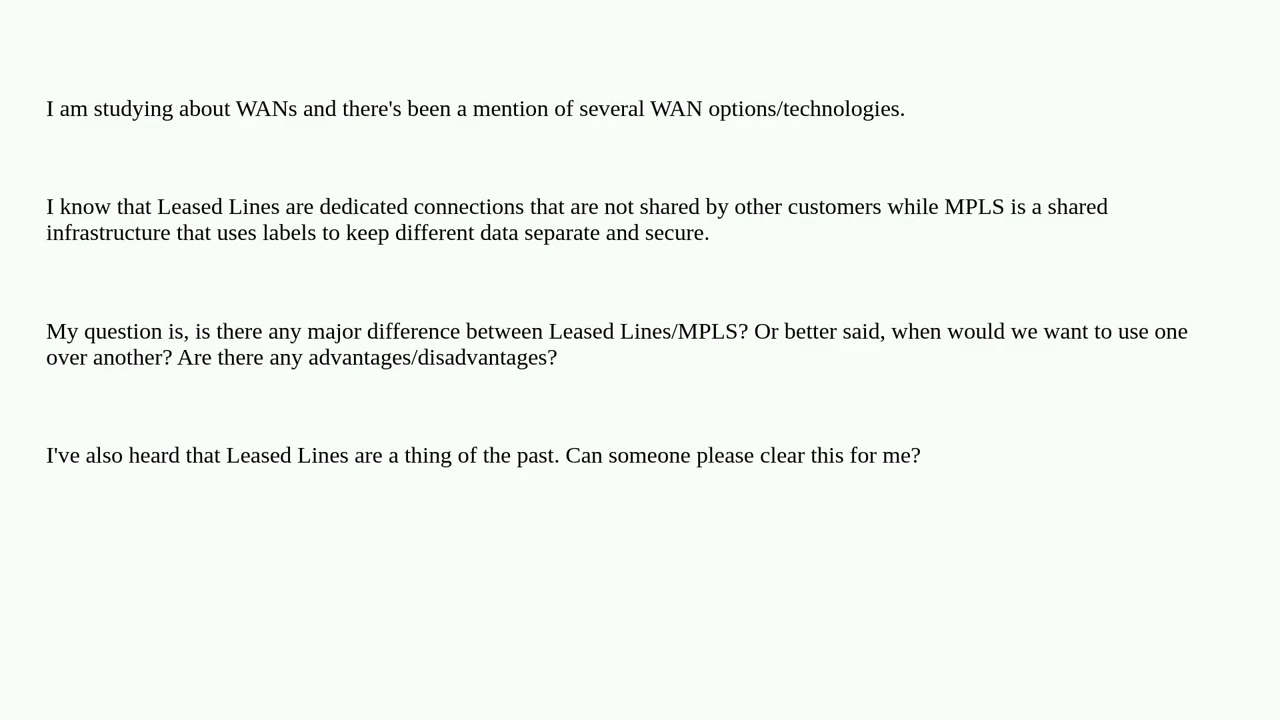 I am studying about WANs and there's been a mention of several WAN options/technologies.
I know that Leased Lines are dedicated connections that are not shared by other customers while MPLS is a shared
infrastructure that uses labels to keep different data separate and secure.
My question is, is there any major difference between Leased Lines/MPLS? Or better said, when would we want to use one
over another? Are there any advantages/disadvantages?
I've also heard that Leased Lines are a thing of the past. Can someone please clear this for me?